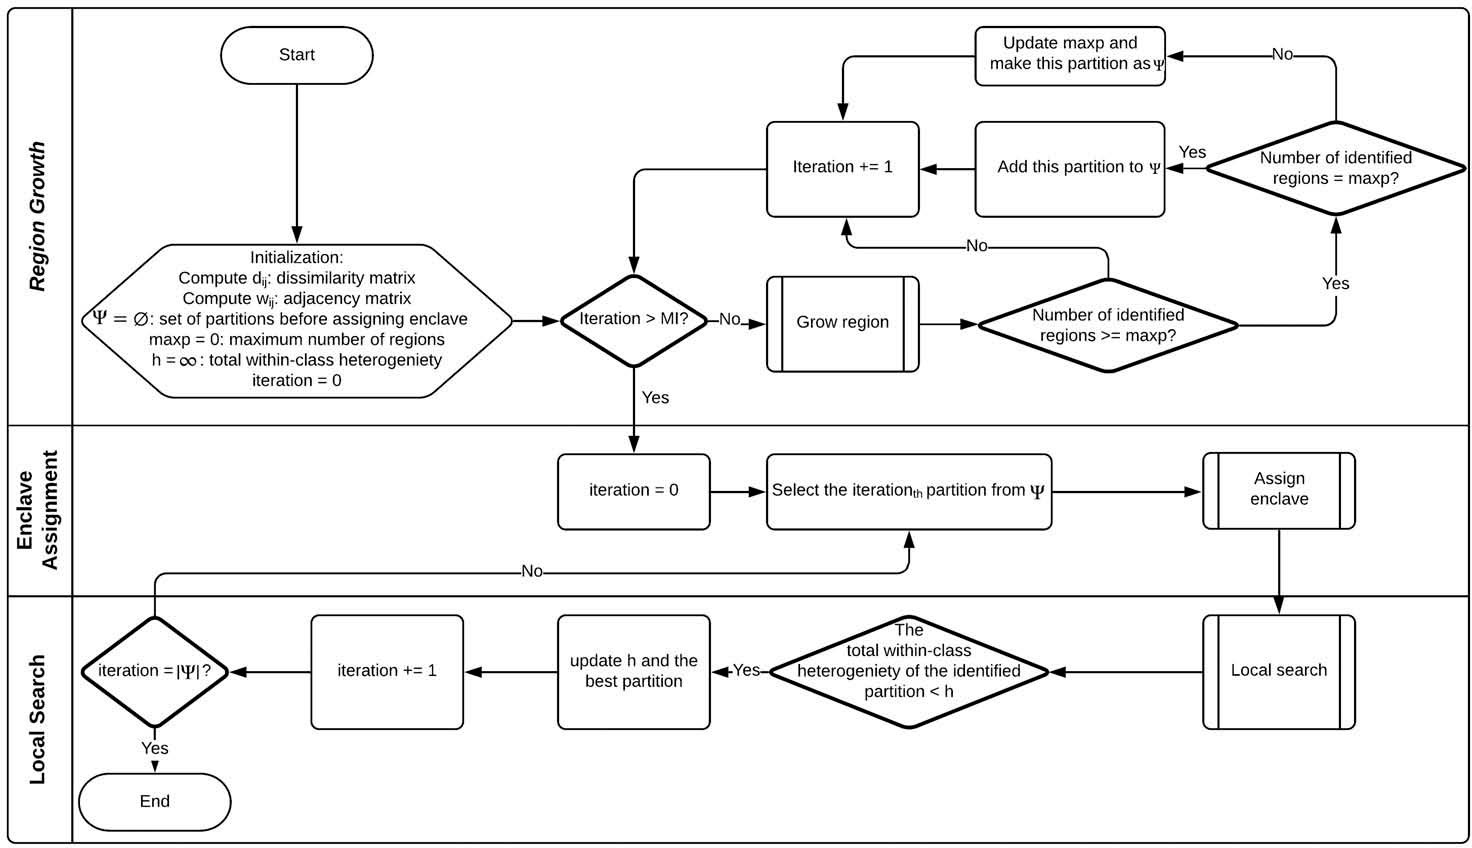 Region Growth
Start
Initialization:
Compute dij: dissimilarity matrix
Compute wij: adjacency matrix
Ψ = ∅: set of partitions before assigning enclave
maxp = 0: maximum number of regions
h = ∞: total within-class heterogeniety
iteration = 0
Iteration > MI?
No
Yes
Grow region
Number of identified
regions >= maxp?
No
Yes
Number of identified
regions = maxp?
No
Yes
Update maxp and
make this partition as Ψ
Add this partition to Ψ
Iteration += 1
Enclave
Assignment
iteration = 0
Select the iterationth partition from Ψ
Assign
enclave
No
Local Search
Local search
The
total within-class
heterogeniety of the identified
partition < h
Yes
update h and the
best partition
iteration += 1
iteration = |Ψ| ?
Yes
End